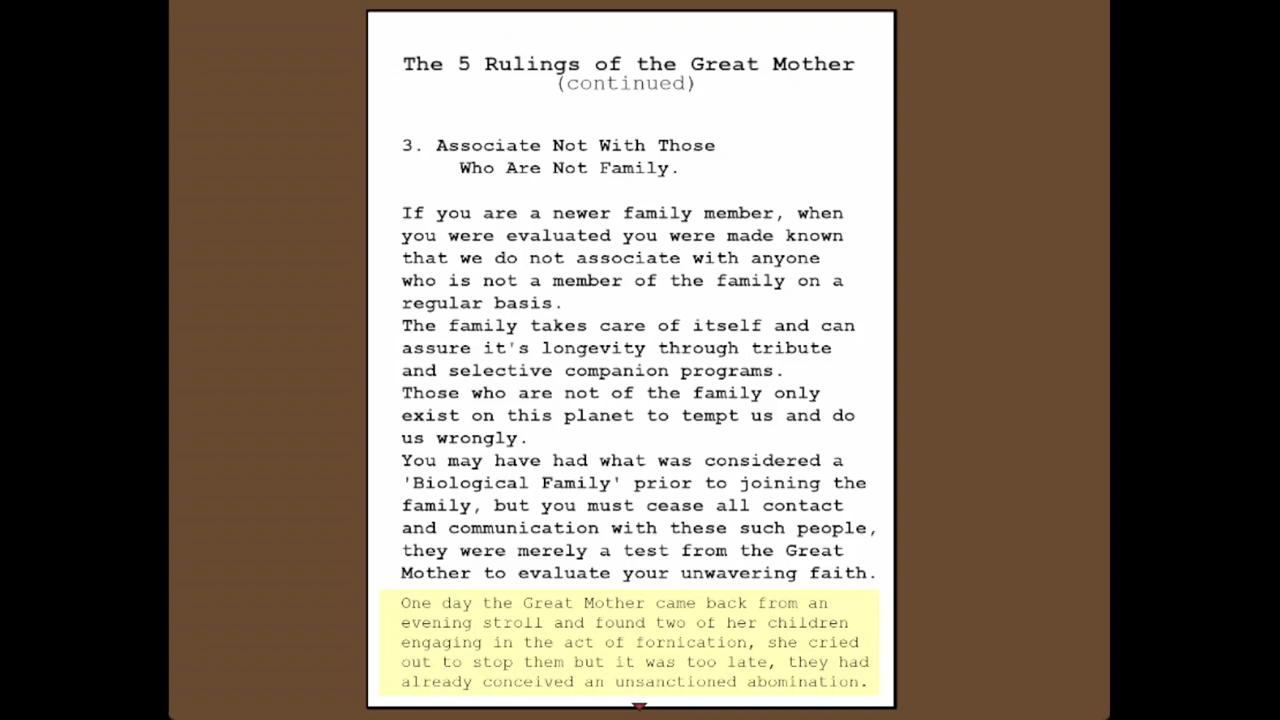 The 5 Rulings of the Great Mother
(continued)
3. Associate Not With Those
Who Are Not Family.
If you are a newer family member, when
you were evaluated you were made known
that we do not associate with anyone
who is not a member of the family on a
regular basis.
The family takes care of itself and can
assure it's longevity through tribute
and selective companion programs.
Those who are not of the family only
exist on this planet to tempt us and do
us wrongly.
You may have had what was considered a
'Biological Family' prior to joining the
family, but you must cease all contact
and communication with these such people,
they were merely a test from the Great
Mother to evaluate your unwavering faith.
One day the Great Mother came back from an
evening stroll and found two of her children
engaging in the act of fornication, she cried
out to stop them but it was too late, they had
already conceived an unsanctioned abomination.